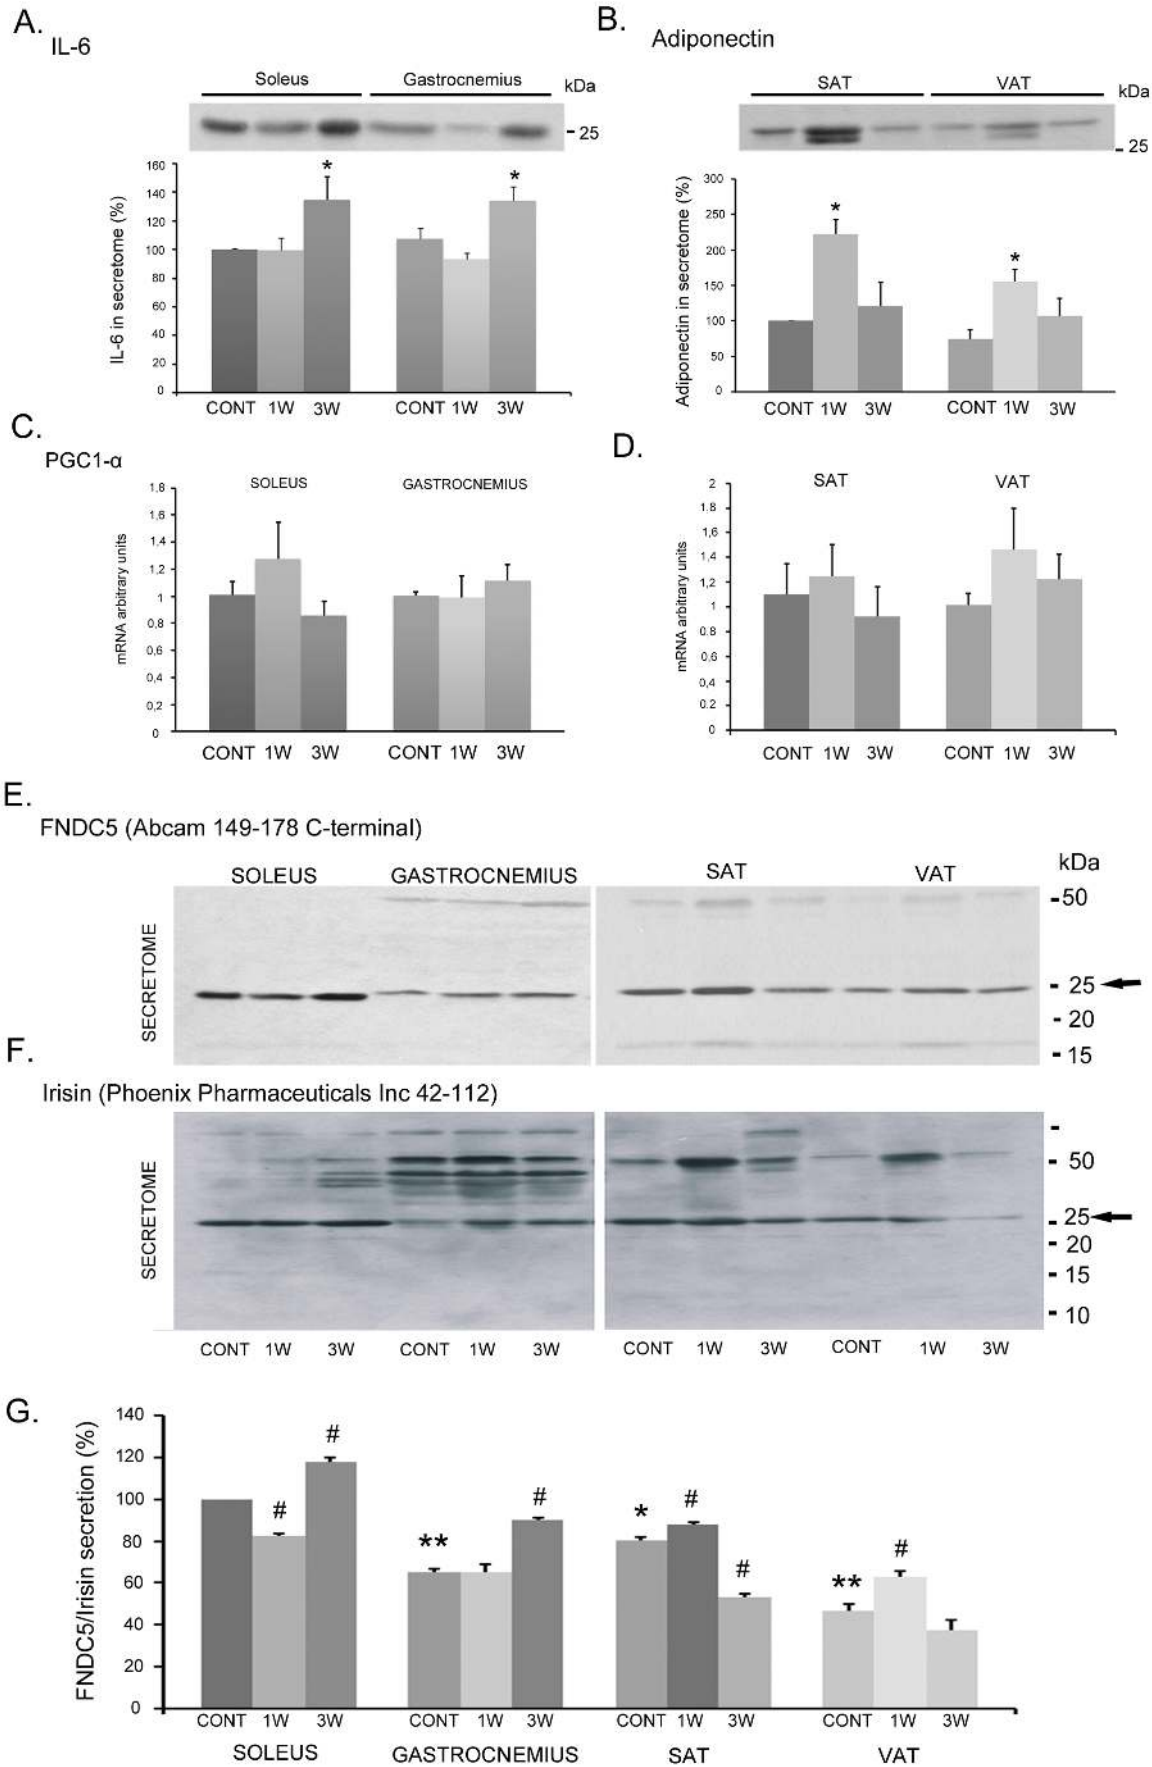 A.
IL-6
Soleus Gastrocnemius kDa
- 25
IL-6 in secretome (%)
160
140
120
100
80
60
40
20
0
*
*
CONT 1W 3W CONT 1W 3W
B.
Adiponectin
SAT VAT kDa
- 25
Adiponectin in secretome (%)
300
250
200
150
100
50
0
*
*
CONT 1W 3W CONT 1W 3W
C.
PGC1-α
SOLEUS GASTROCNEMIUS
mRNA arbitrary units
1.8
1,6
1,4
1,2
1
0,8
0,6
0,4
0,2
0
CONT 1W 3W CONT 1W 3W
D.
SAT VAT
mRNA arbitrary units
2
1.8
1,6
1,4
1,2
1
0.8
0,6
0,4
0.2
0
CONT 1W 3W CONT 1W 3W
E.
FNDC5 (Abcam 149-178 C-terminal)
SOLEUS GASTROCNEMIUS SAT VAT kDa
SECRETOME
-50
- 25
- 20
- 15
F.
Irisin (Phoenix Pharmaceuticals Inc 42-112)
SECRETOME
-
- 50
- 25
- 20
- 15
- 10
CONT 1W 3W CONT 1W 3W CONT 1W 3W CONT 1W 3W
G.
FNDC5/Irisin secretion (%)
140
120
100
80
60
40
20
0
# # ** # * # # ** #
CONT 1W 3W CONT 1W 3W CONT 1W 3W CONT 1W 3W
SOLEUS GASTROCNEMIUS SAT VAT